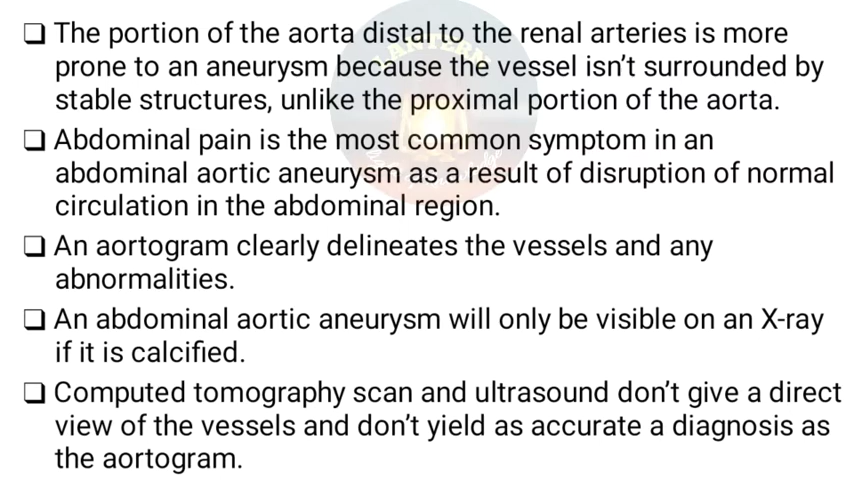 ❑ The portion of the aorta distal to the renal arteries is more
prone to an aneurysm because the vessel isn't surrounded by
stable structures, unlike the proximal portion of the aorta.
❑ Abdominal pain is the most common symptom in an
abdominal aortic aneurysm as a result of disruption of normal
circulation in the abdominal region.
❑ An aortogram clearly delineates the vessels and any
abnormalities.
❑ An abdominal aortic aneurysm will only be visible on an X-ray
if it is calcified.
❑ Computed tomography scan and ultrasound don't give a direct
view of the vessels and don't yield as accurate a diagnosis as
the aortogram.
LANTERN